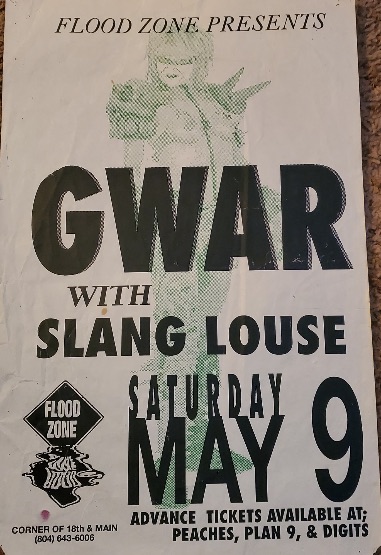 FLOOD ZONE PRESENTS
GWAR
WITH
SLANG LOUSE
SATURDAY
MAY 9
FLOOD
ZONE
ADVANCE TICKETS AVAILABLE AT;
PEACHES, PLAN 9, & DIGITS
CORNER OF 18th & MAIN
(804) 643-6006